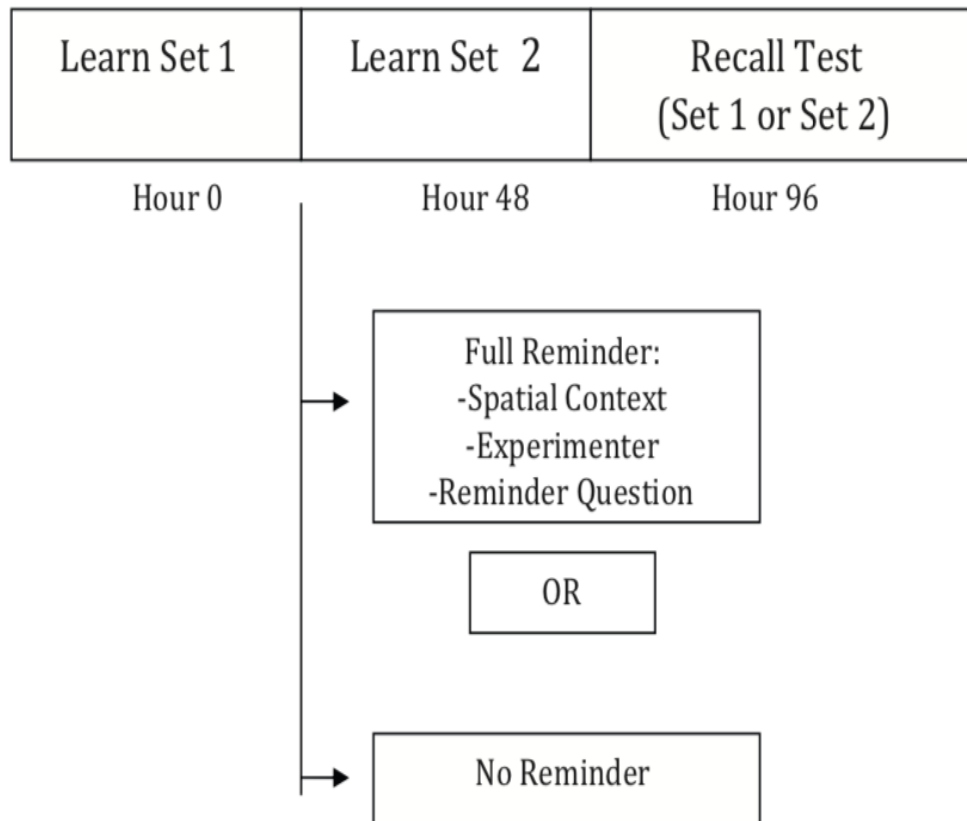 Learn Set 1
Learn Set 2
Recall Test
(Set 1 or Set 2)
Hour 0
Hour 48
Hour 96
Full Reminder:
-Spatial Context
-Experimenter
-Reminder Question
OR
No Reminder